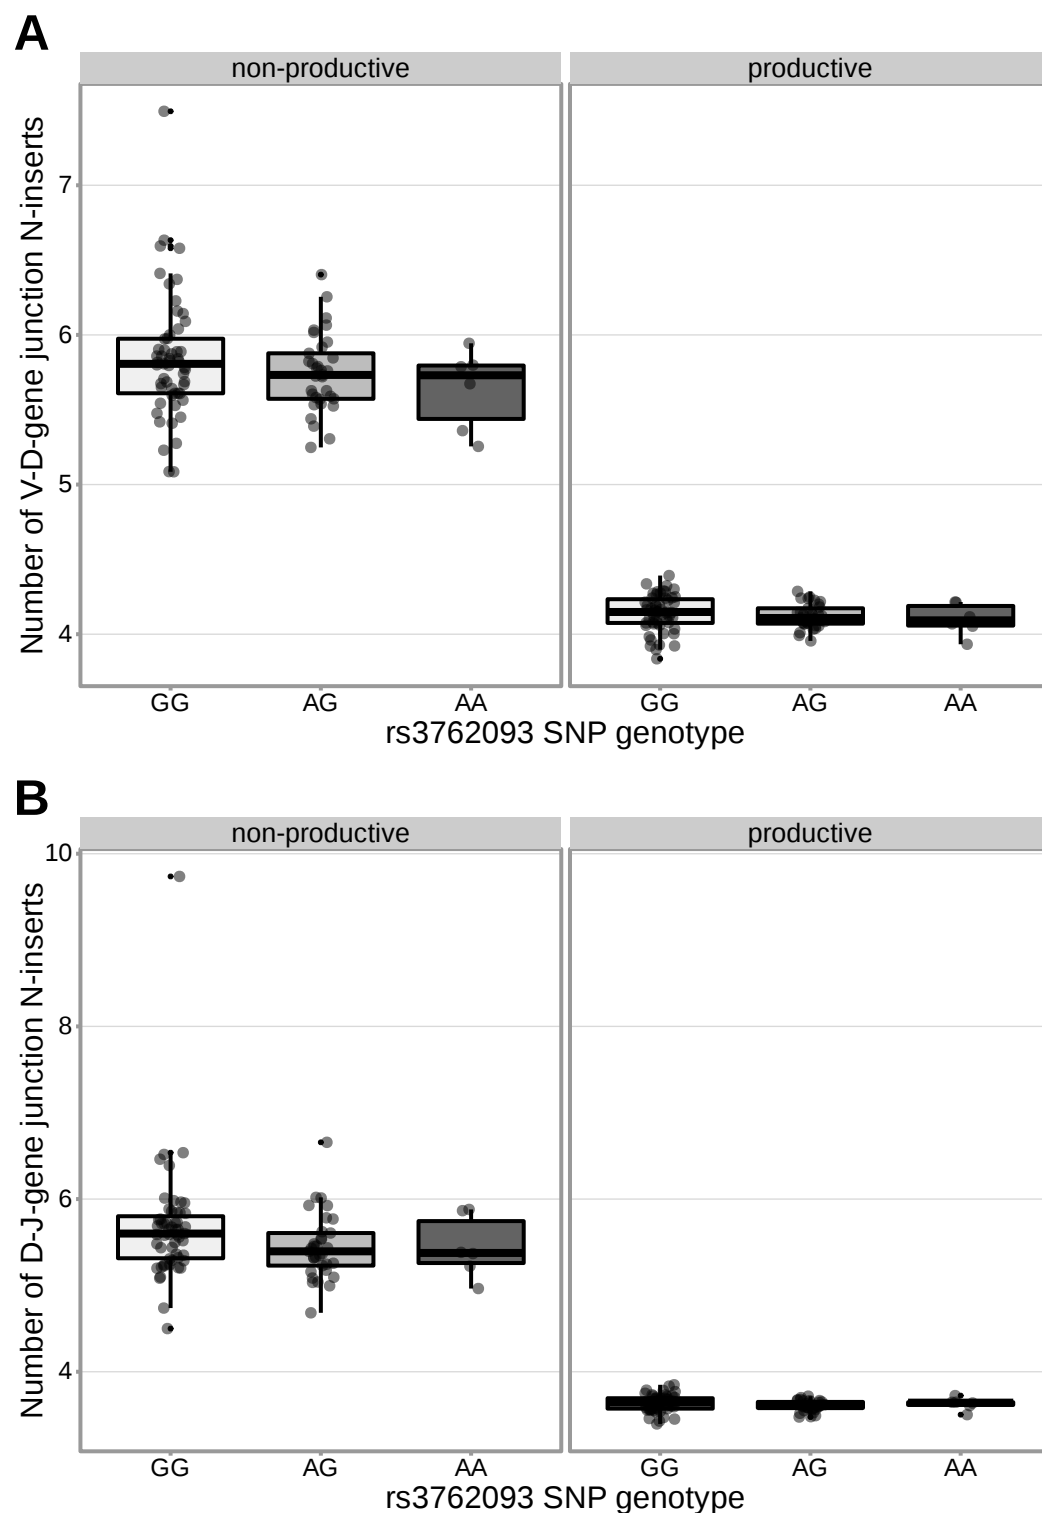 A
non-productive
productive
Number of V-D-gene junction N-inserts
7
6
5
4
GG
AG
AA
GG
AG
AA
rs3762093 SNP genotype
B
non-productive
productive
Number of D-J-gene junction N-inserts
10
8
6
4
GG
AG
AA
GG
AG
AA
rs3762093 SNP genotype